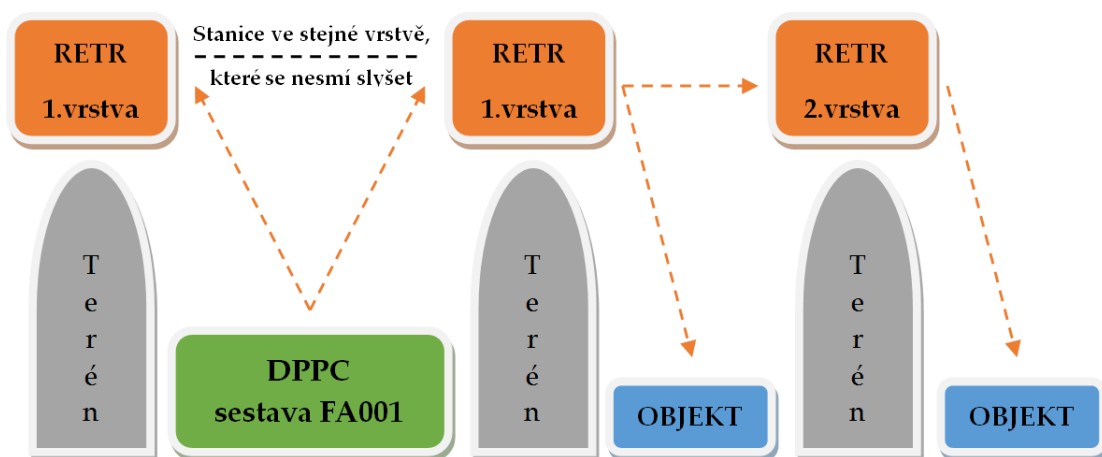 RETR
1.vrstva
Stanice ve stejné vrstvě,
které se nesmí slyšet
RETR
1.vrstva
RETR
2.vrstva
T
e
r
é
n
DPPC
sestava FA001
T
e
r
é
n
OBJEKT
T
e
r
é
n
OBJEKT